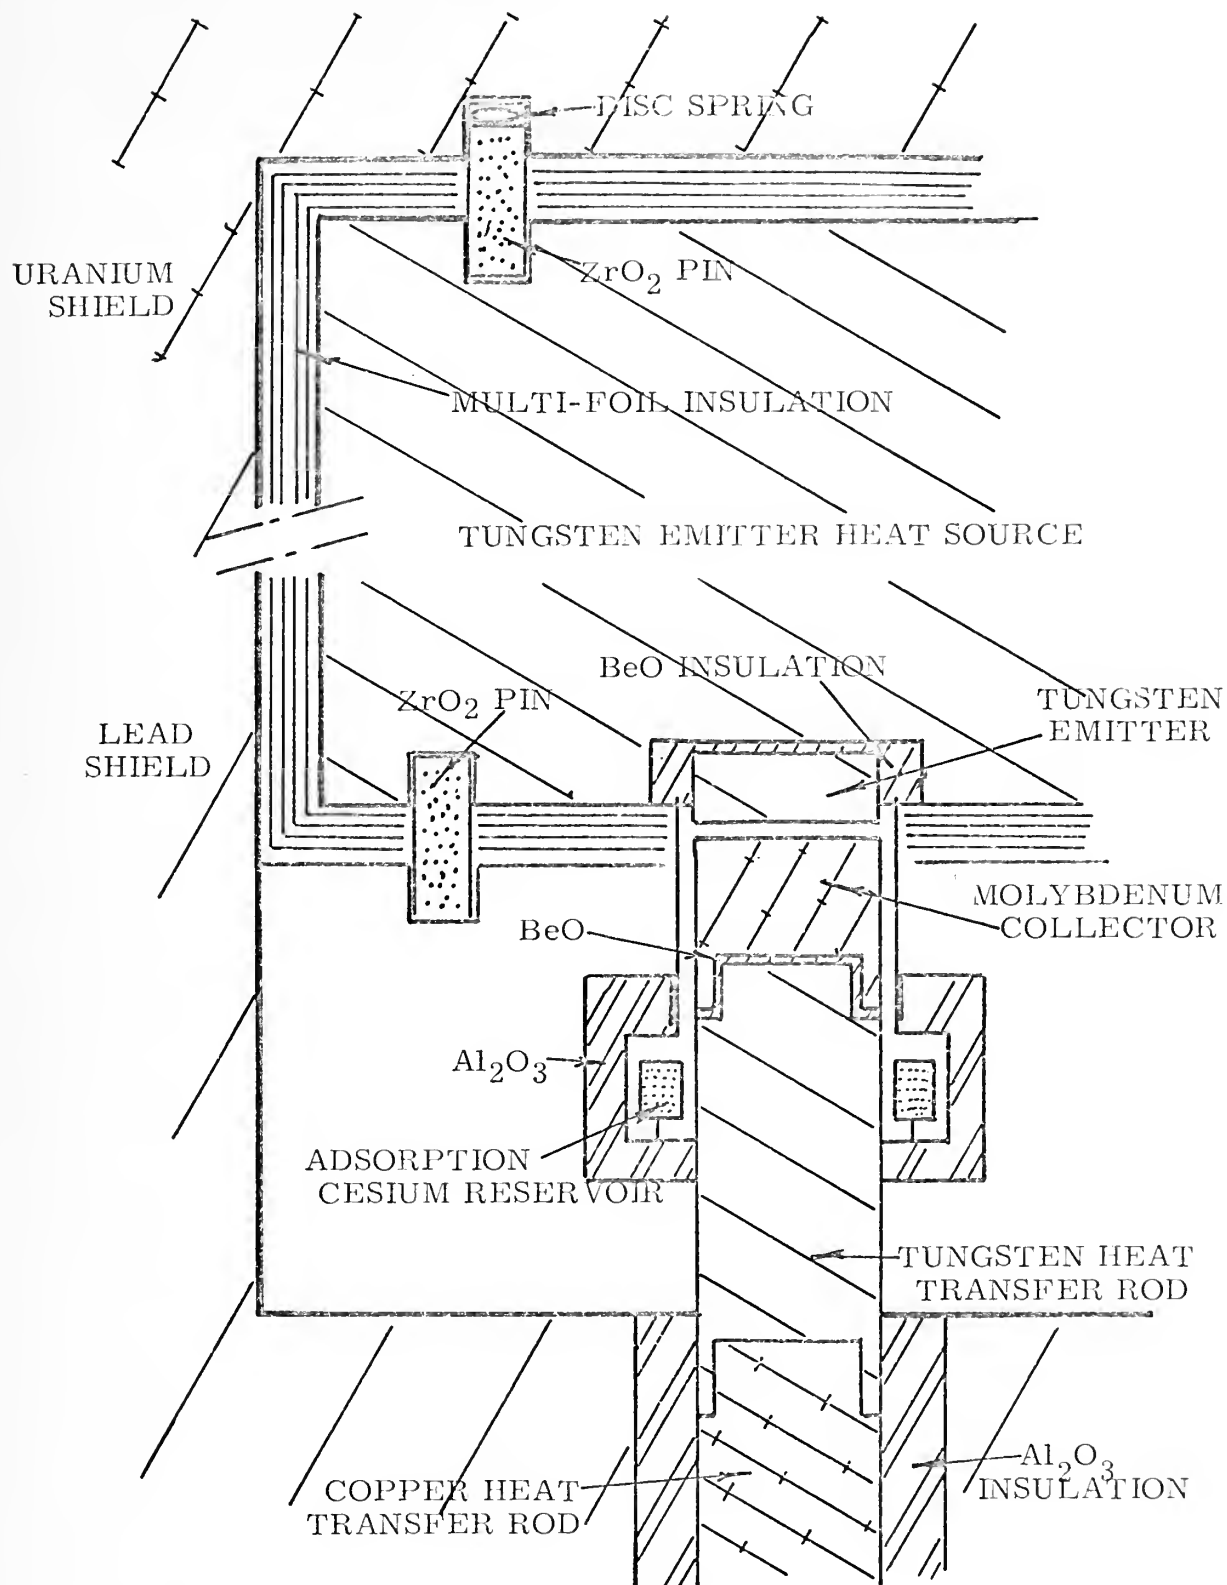 DISC SPRING
URANIUM
SHIELD
ZrO₂ PIN
MULTI-FOIL INSULATION
TUNGSTEN EMITTER HEAT SOURCE
BeO INSULATION
ZrO₂ PIN
TUNGSTEN
EMITTER
LEAD
SHIELD
MOLYBDENUM
COLLECTOR
BeO
Al₂O₃
ADSORPTION
CESIUM RESERVOIR
TUNGSTEN HEAT
TRANSFER ROD
Al₂O₃
INSULATION
COPPER HEAT
TRANSFER ROD